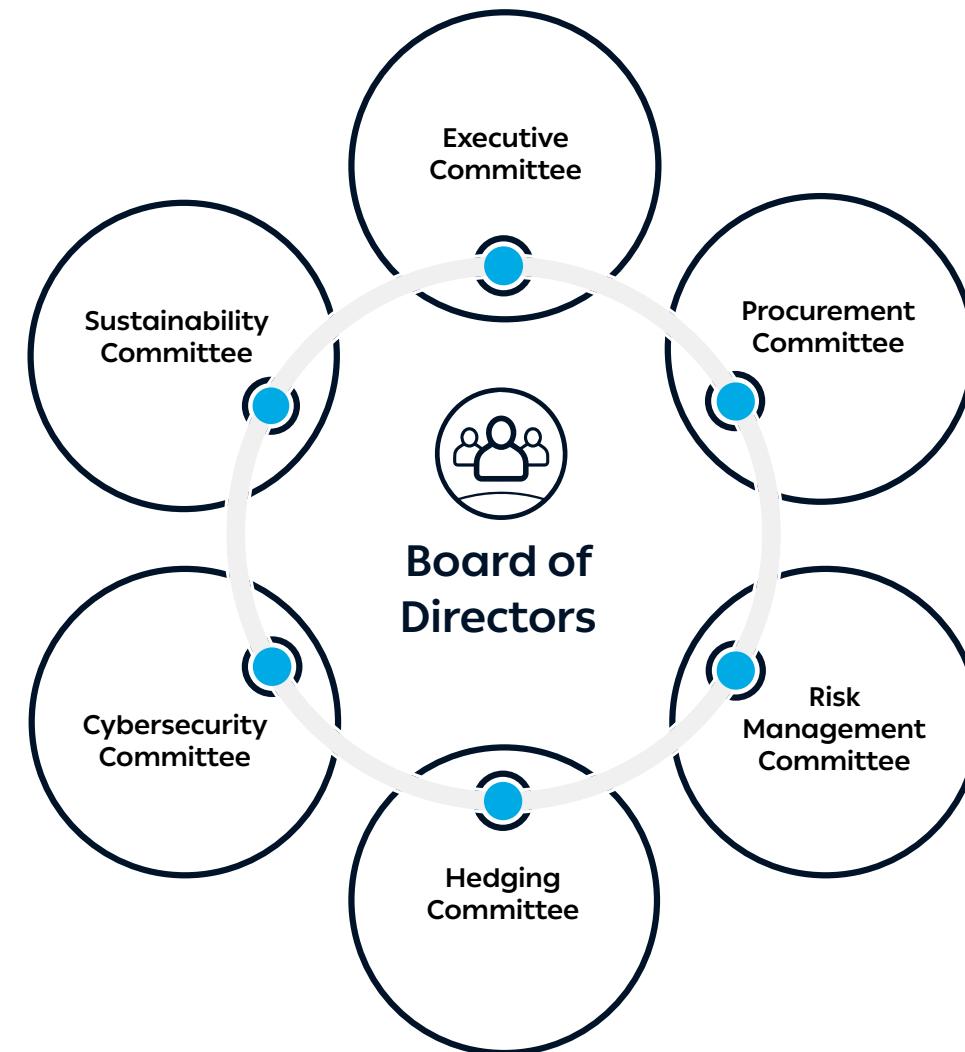 Executive
Committee
Procurement
Committee
Risk
Management
Committee
Hedging
Committee
Cybersecurity
Committee
Sustainability
Committee
Board of
Directors